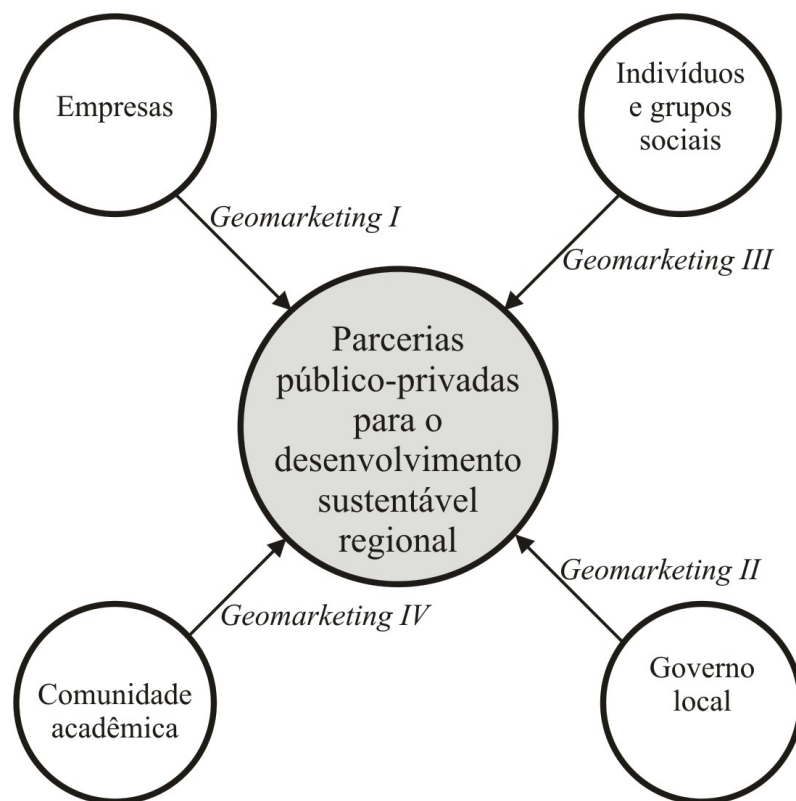 Empresas
Indivíduos
e grupos
sociais
Geomarketing I
Geomarketing III
Parcerias
público-privadas
para o
desenvolvimento
sustentável
regional
Geomarketing II
Geomarketing IV
Comunidade
acadêmica
Governo
local